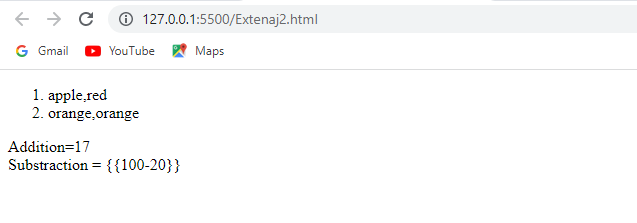 127.0.0.1:5500/Extenaj2.html
Gmail YouTube Maps
1. apple,red
2. orange,orange
Addition=17
Substraction = {{100-20}}